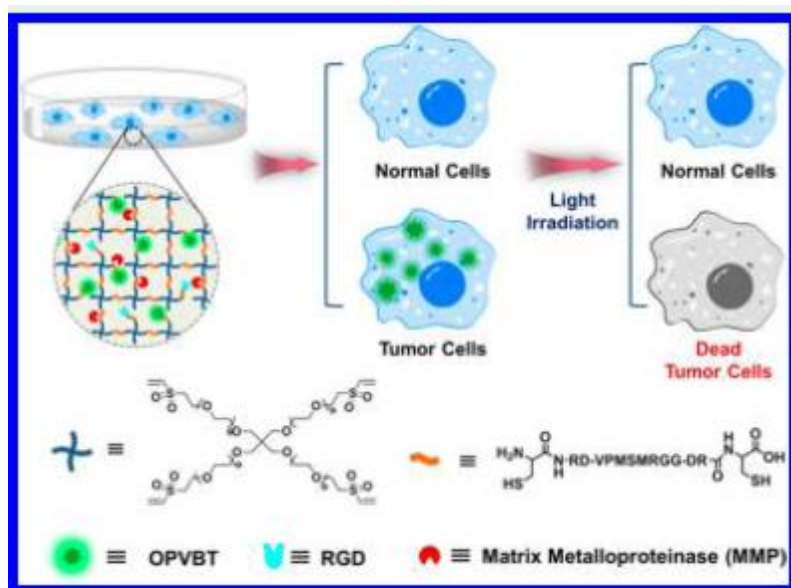 Normal Cells
Normal Cells
Light
Irradiation
Tumor Cells
Dead
Tumor Cells
H₂N
O
N
H
RD-VPMSMRGG-DR
H
N
O
O
OH
HS
SH
≡ OPVBT
≡ RGD
≡ Matrix Metalloproteinase (MMP)